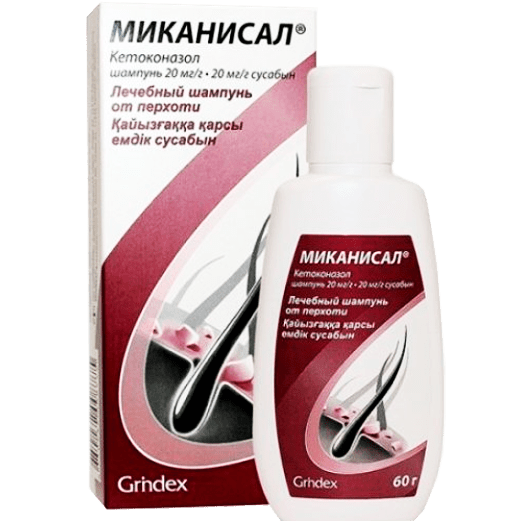 МИКАНИСАЛ®
Кетоконазол
шампунь 20 мг/г • 20 мг/г сусабын
Лечебный шампунь
от перхоти
Қайызғаққа қарсы
емдік сусабын
Grindex
МИКАНИСАЛ®
Кетоконазол
шампунь 20 мг/г • 20 мг/г сусабын
Лечебный шампунь
от перхоти
Қайызғаққа қарсы
емдік сусабын
Grindex
60 г